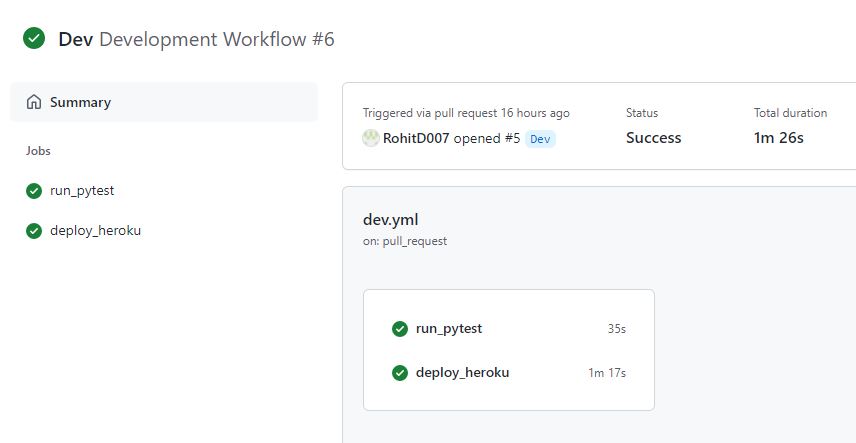 Dev Development Workflow #6
Summary
Jobs
run_pytest
deploy_heroku
Triggered via pull request 16 hours ago
RohitD007 opened #5 Dev
Status
Success
Total duration
1m 26s
dev.yml
on: pull_request
run_pytest 35s
deploy_heroku 1m 17s